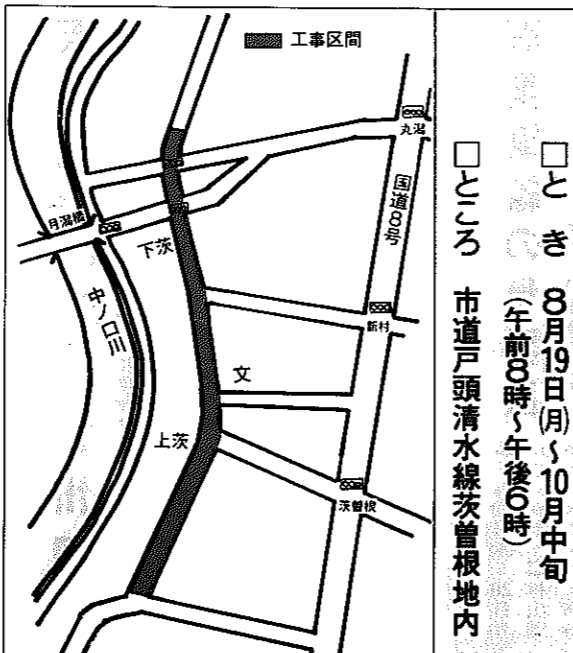 □と き 8月19日(月)～10月中旬
(午前8時～午後6時)
□ところ 市道戸頭清水線茨曽根地内
工事区間
丸潟
国道8号
月潟橋
下茨
中ノ口川
新村
文
上茨
茨曽根